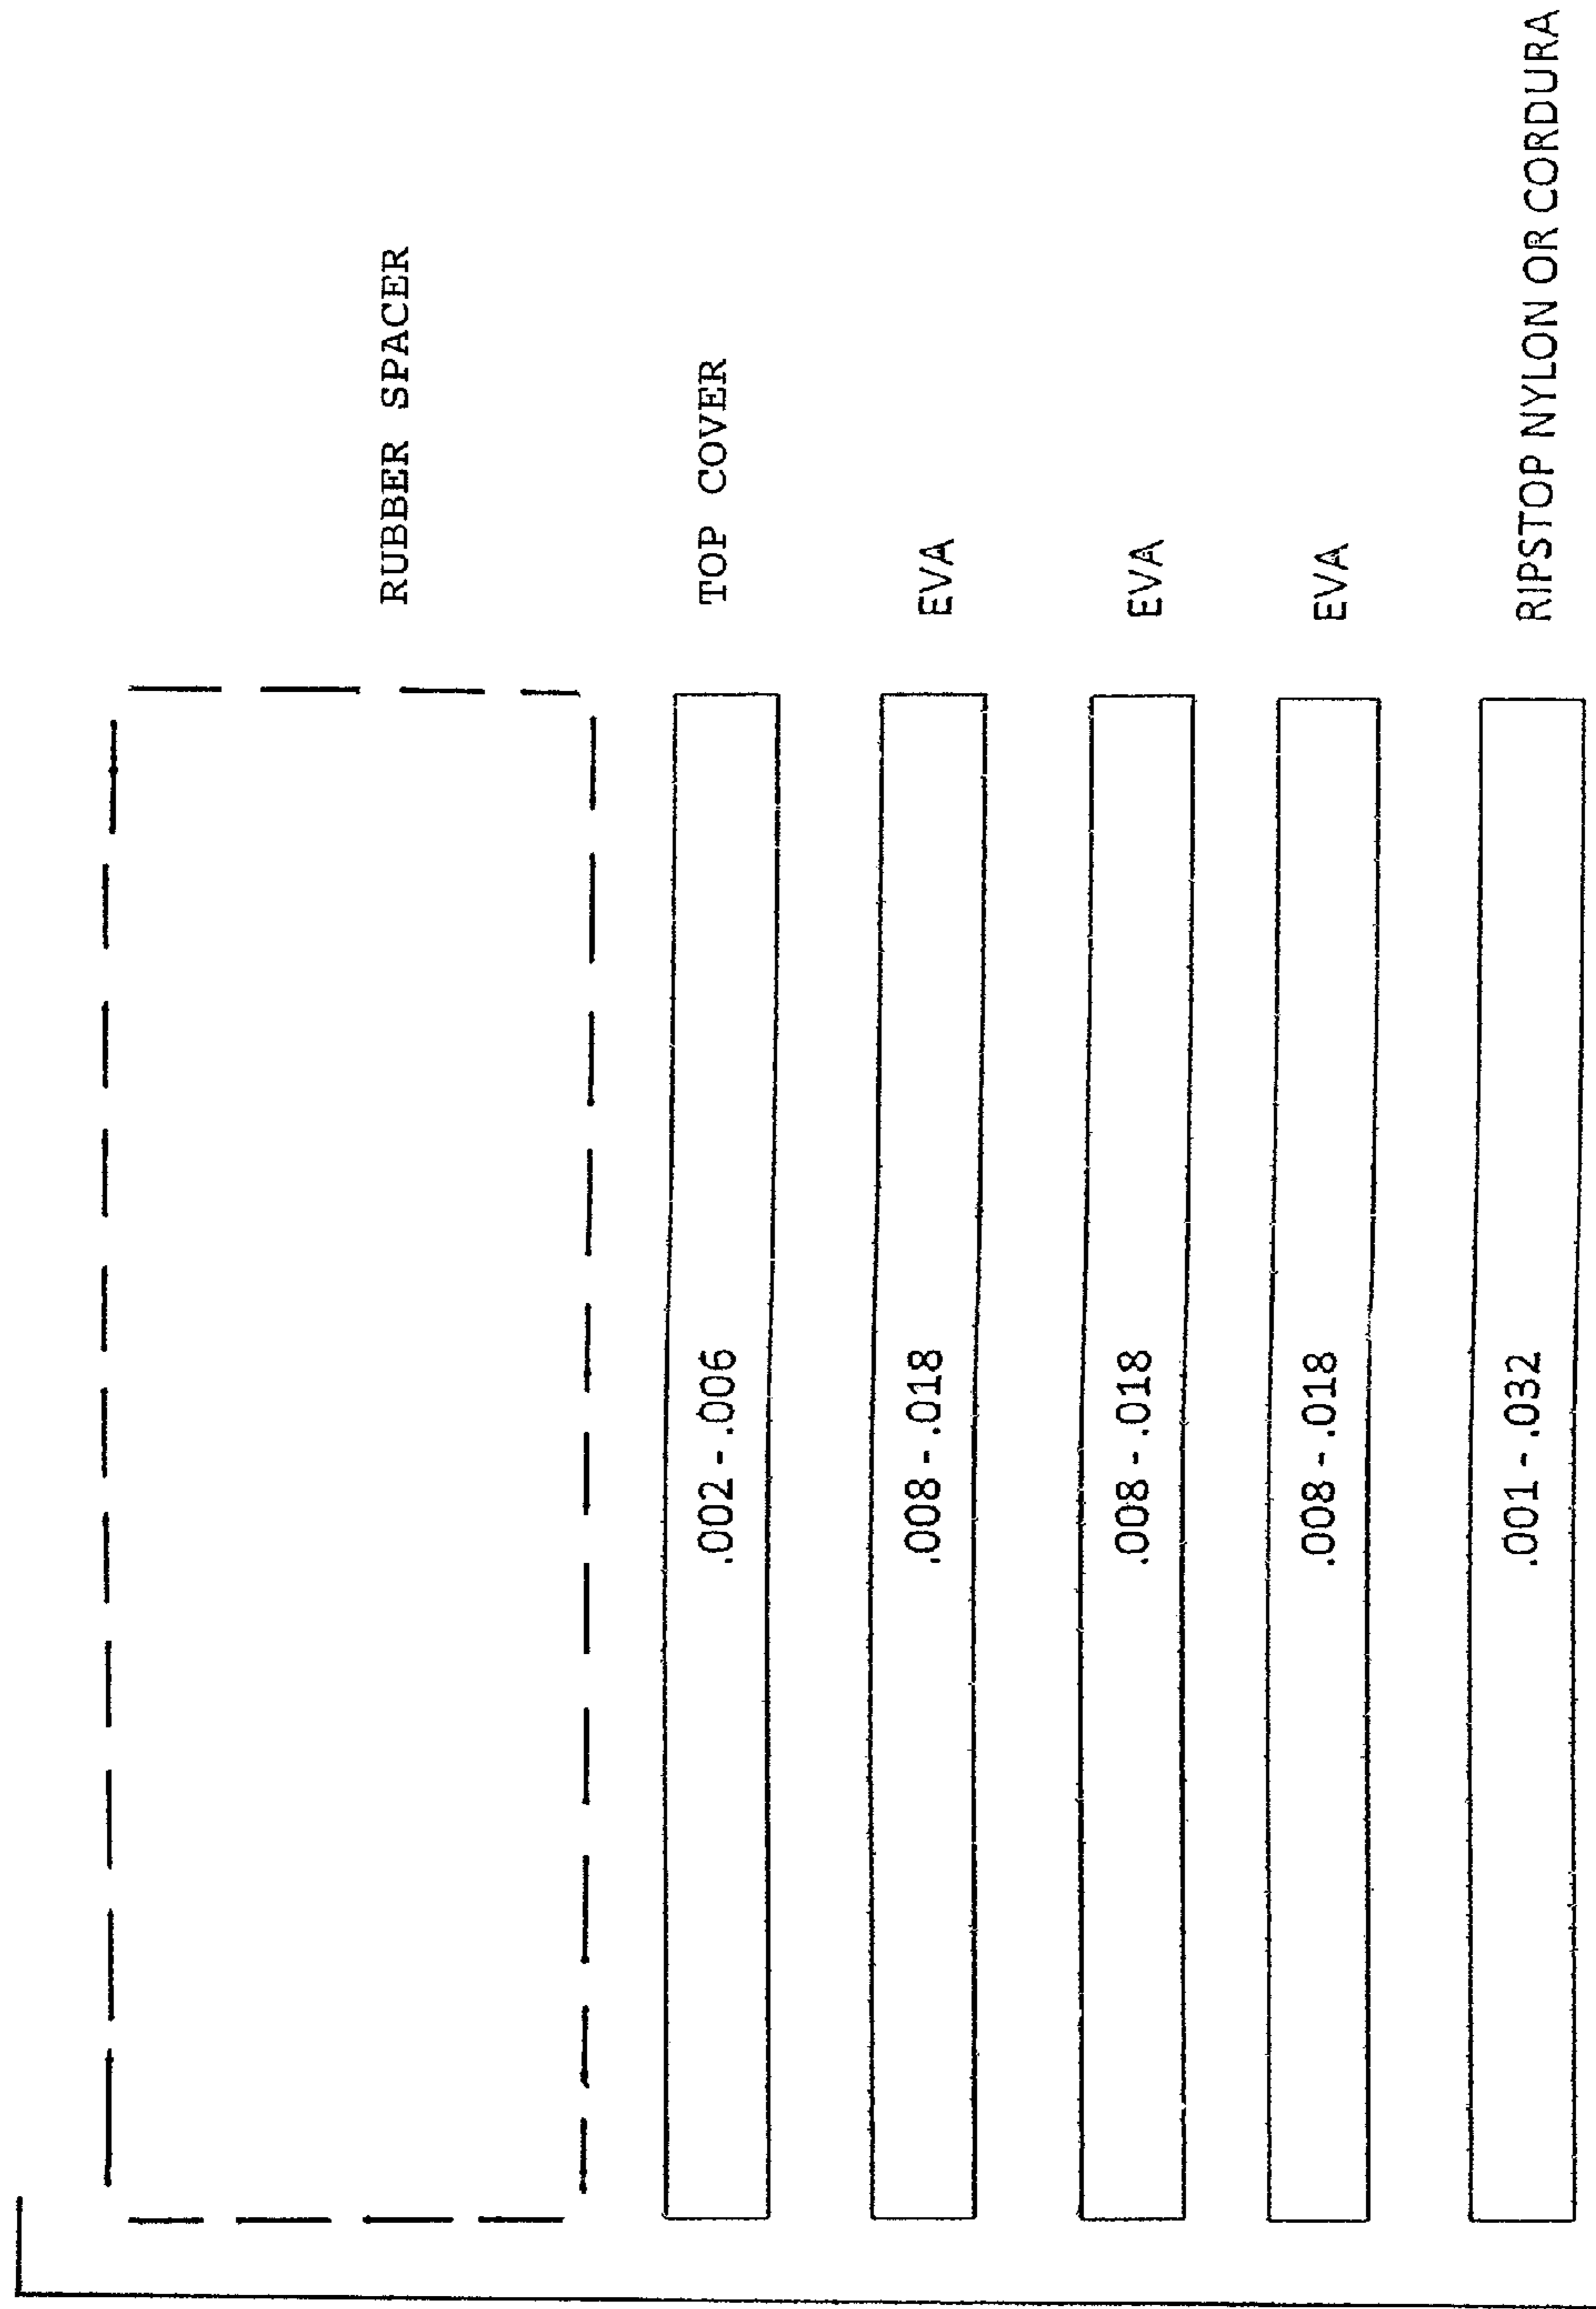 RUBBER SPACER
.002 - .006
TOP COVER
.008 - .018
EVA
.008 - .018
EVA
.008 - .018
EVA
.001 - .032
RIPSTOP NYLON OR CORDURA